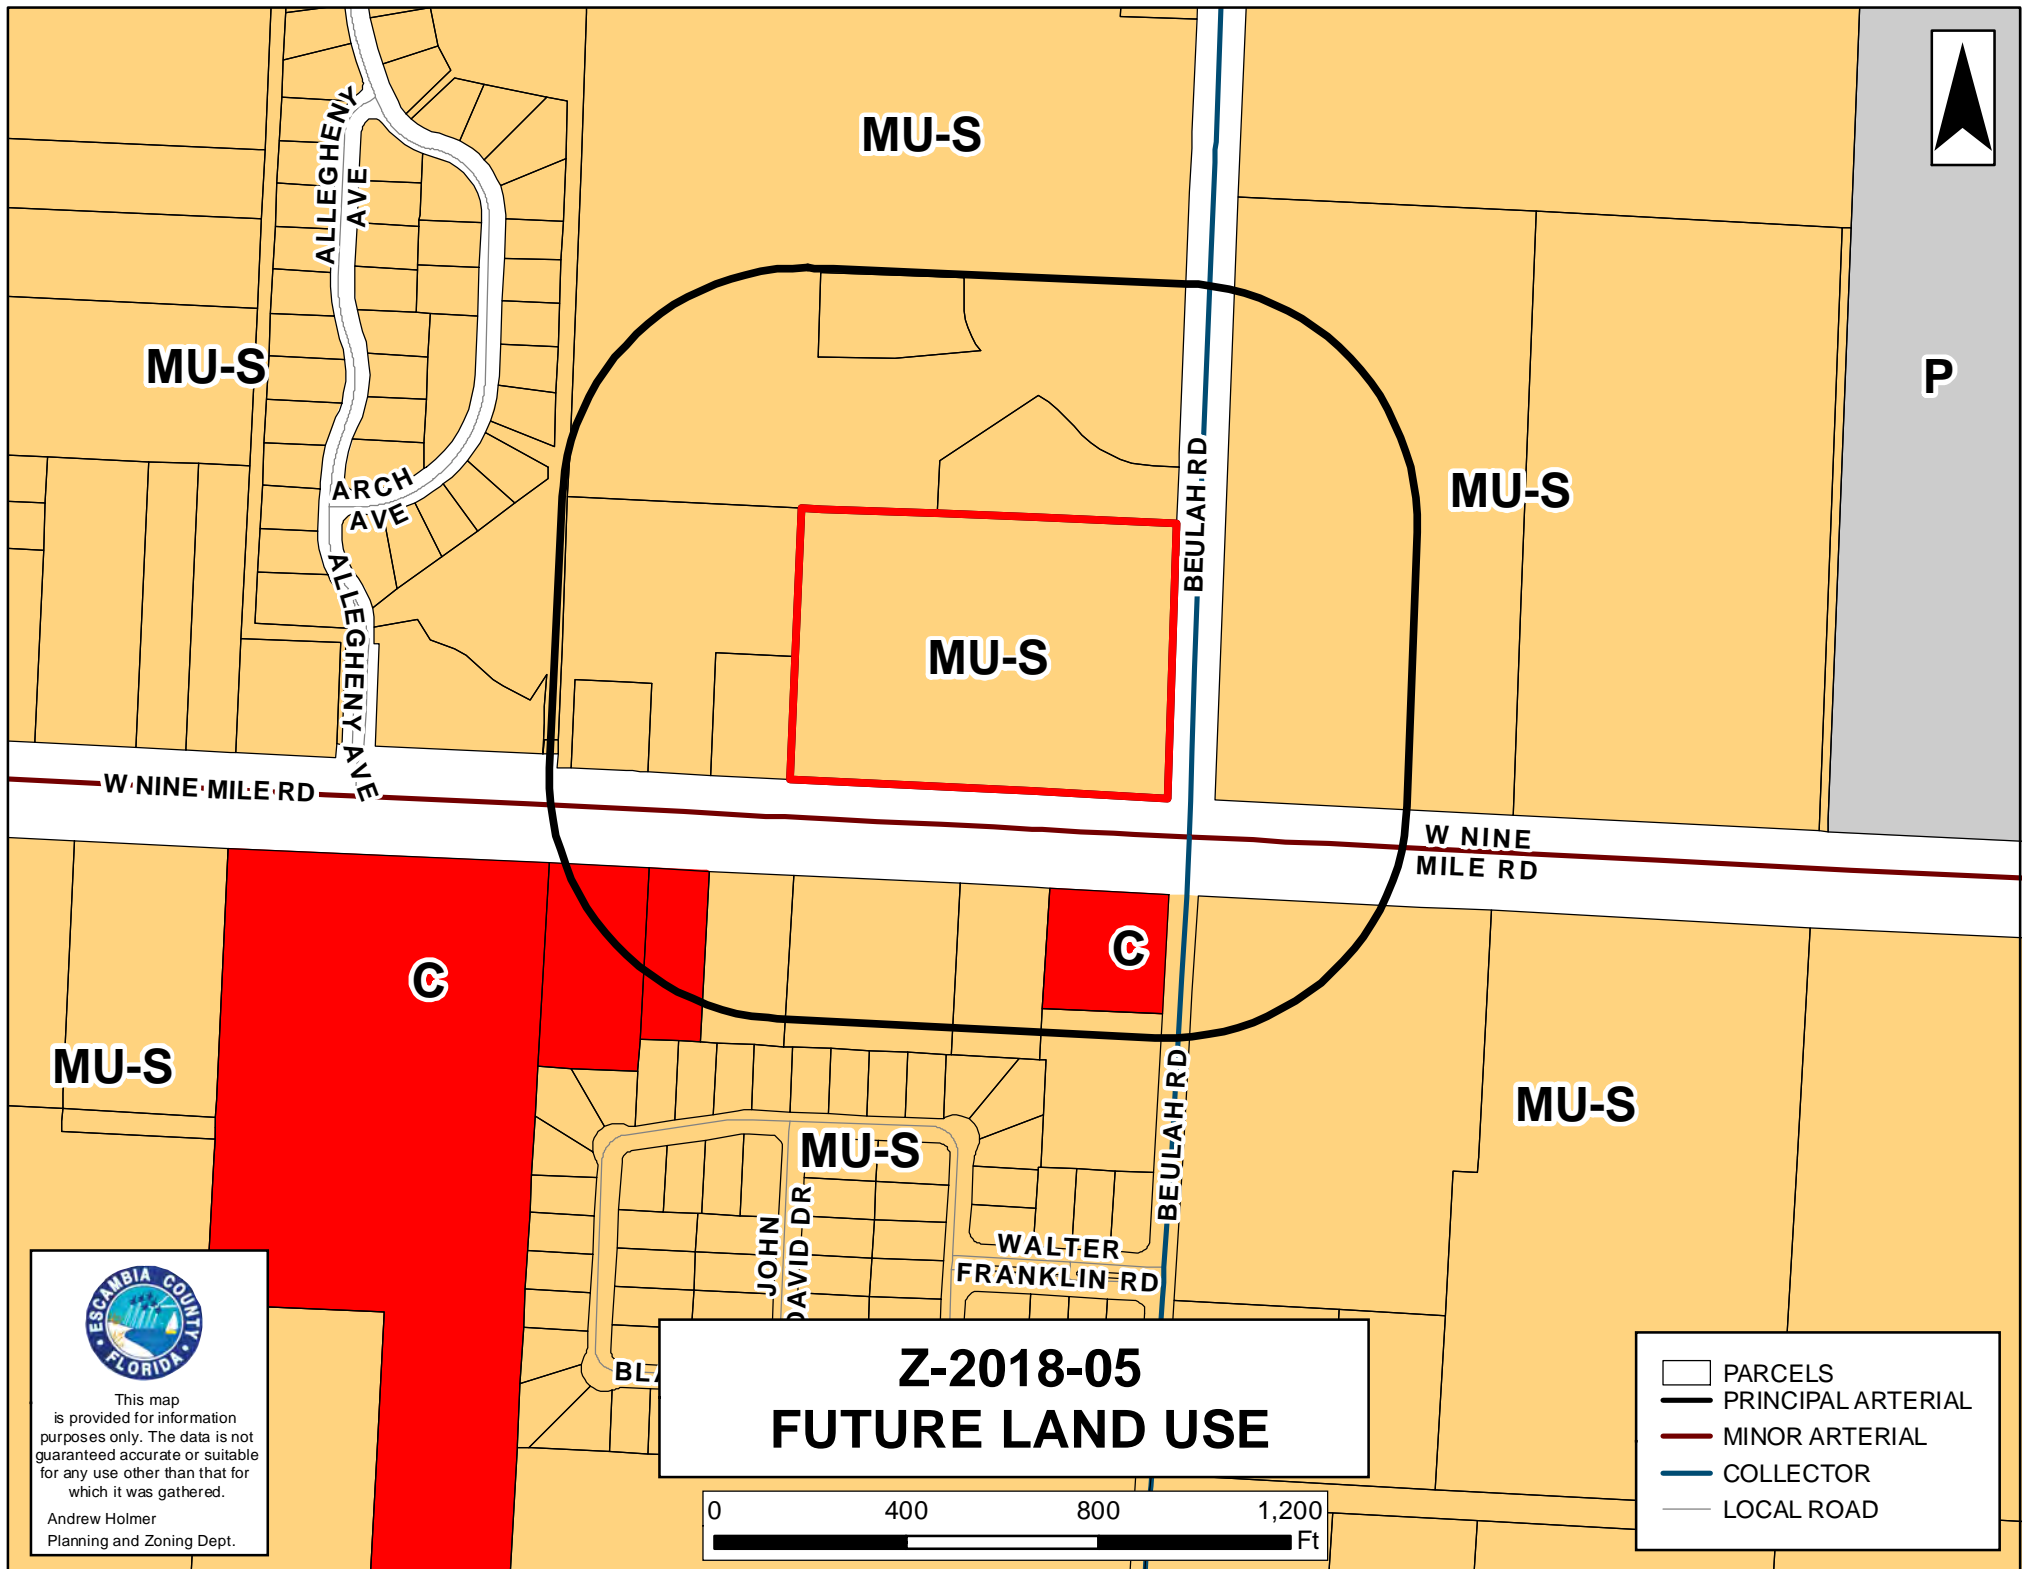 MU-S
ALLEGHENY
AVE
MU-S
P
MU-S
ARCH
AVE
BEULAH RD
ALLEGHENY AVE
MU-S
W NINE MILE RD
W NINE
MILE RD
C
C
MU-S
MU-S
MU-S
BEULAH RD
JOHN
DAVID DR
WALTER
FRANKLIN RD
ESCAMBIA COUNTY
FLORIDA
This map
is provided for information
purposes only. The data is not
guaranteed accurate or suitable
for any use other than that for
which it was gathered.
Andrew Holmer
Planning and Zoning Dept.
Z-2018-05
FUTURE LAND USE
0 400 800 1,200
Ft
PARCELS
PRINCIPAL ARTERIAL
MINOR ARTERIAL
COLLECTOR
LOCAL ROAD